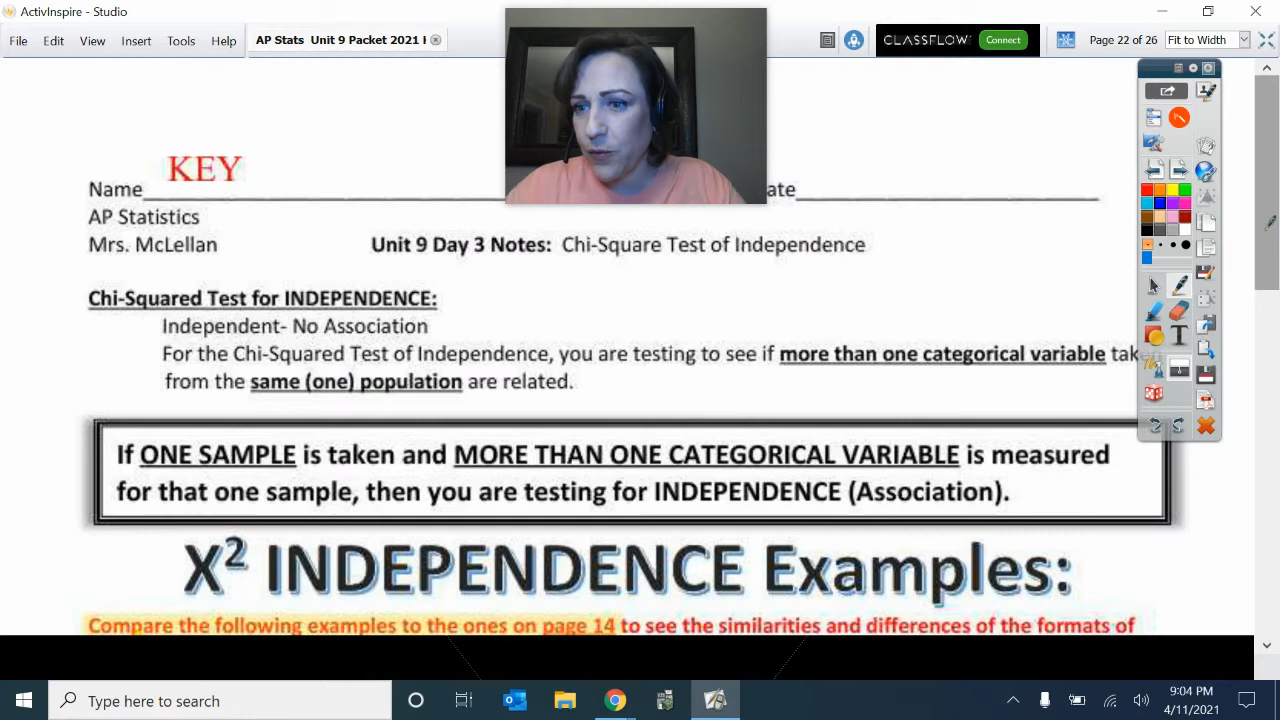 ActivInspire - Studio
File Edit View Insert Tools Help
AP Stats Unit 9 Packet 2021
CLASSFLOW Connect
Page 22 of 26 Fit to Width
KEY
Name
AP Statistics
Mrs. McLellan
Unit 9 Day 3 Notes: Chi-Square Test of Independence
Chi-Squared Test for INDEPENDENCE:
Independent- No Association
For the Chi-Squared Test of Independence, you are testing to see if more than one categorical variable
from the same (one) population are related.
If ONE SAMPLE is taken and MORE THAN ONE CATEGORICAL VARIABLE is measured
for that one sample, then you are testing for INDEPENDENCE (Association).
X² INDEPENDENCE Examples:
Compare the following examples to the ones on page 14 to see the similarities and differences of the formats of
Type here to search
9:04 PM
4/11/2021